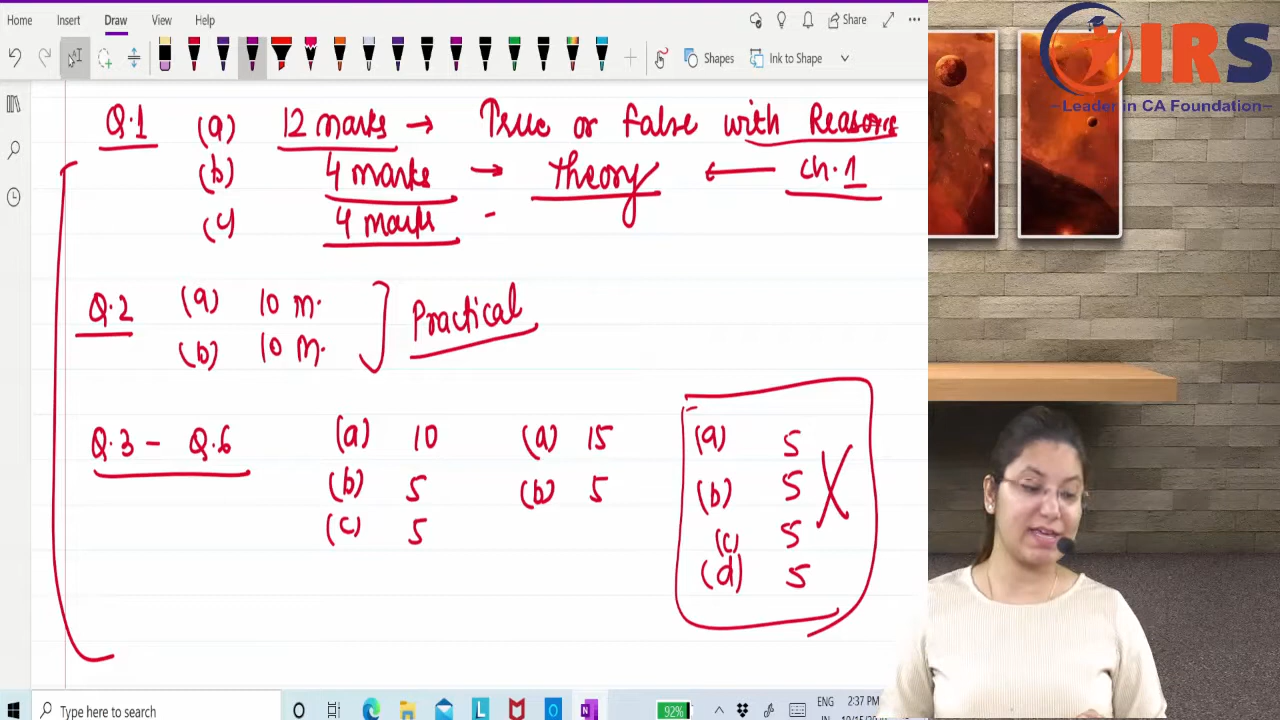 Home Insert Draw View Help Share
Shapes Ink to Shape
IRS
Leader in CA Foundation
Q.1 (a) 12 marks → True or False with Reasons
(b) 4 marks → theory ← Ch.1
(c) 4 marks -
Q.2 (a) 10 m.
(b) 10 m.
Practical
Q.3 - Q.6 (a) 10 (a) 15 (a) 5
(b) 5 (b) 5 (b) 5
(c) 5 (c) 5
(d) 5
X
Type here to search
92%
ENG 2:37 PM
IN